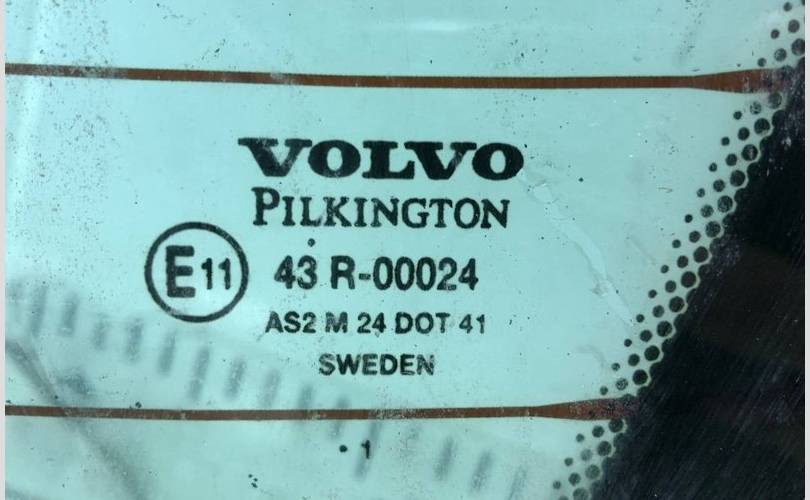 VOLVO
PILKINGTON
E11 43 R-00024
AS2 M 24 DOT 41
SWEDEN
• 1